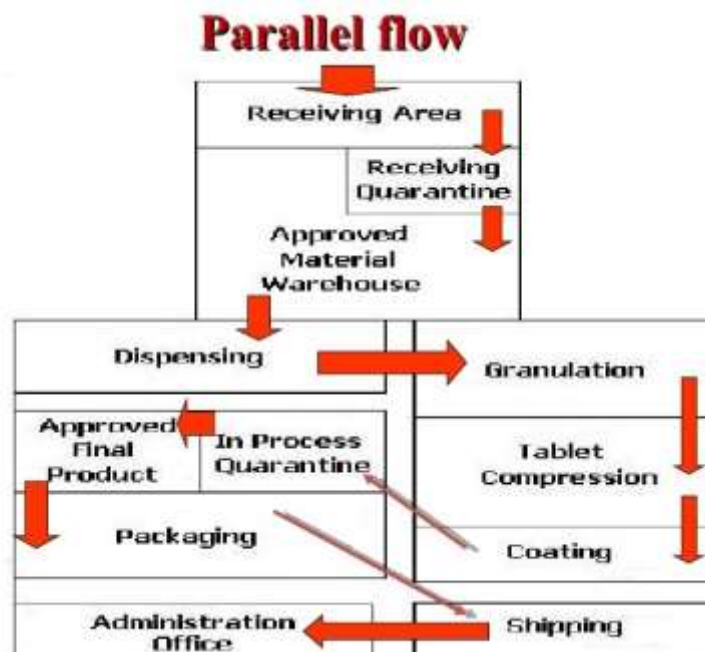 Parallel flow
Receiving Area
Receiving
Quarantine
Approved
Material
Warehouse
Dispensing
Granulation
Approved
Final
Product
In Process
Quarantine
Tablet
Compression
Packaging
Coating
Administration
Office
Shipping